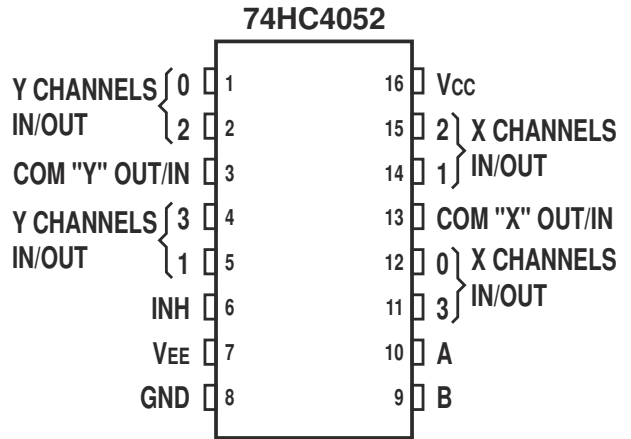 74HC4052
Y CHANNELS IN/OUT
0 1
2 2
COM "Y" OUT/IN 3
Y CHANNELS IN/OUT
3 4
1 5
INH 6
VEE 7
GND 8
16 VCC
15 2
14 1
X CHANNELS IN/OUT
13 COM "X" OUT/IN
12 0
11 3
X CHANNELS IN/OUT
10 A
9 B